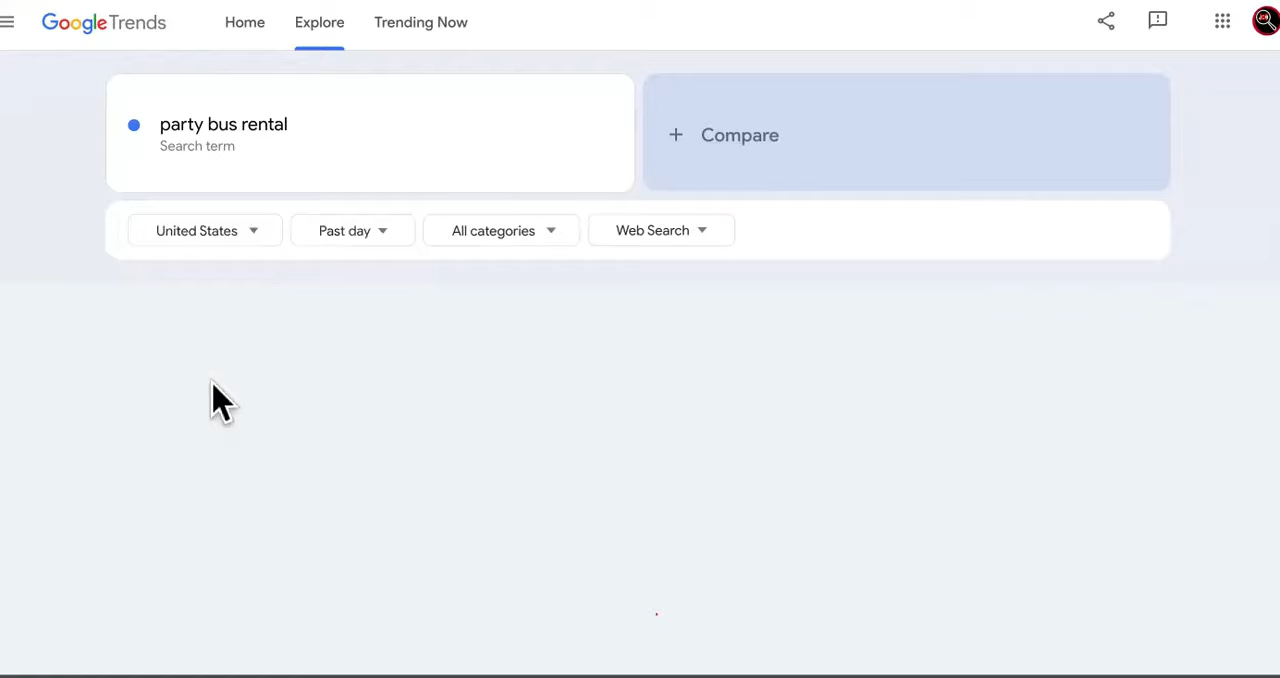 Google Trends
Home
Explore
Trending Now
party bus rental
Search term
+ Compare
United States
Past day
All categories
Web Search